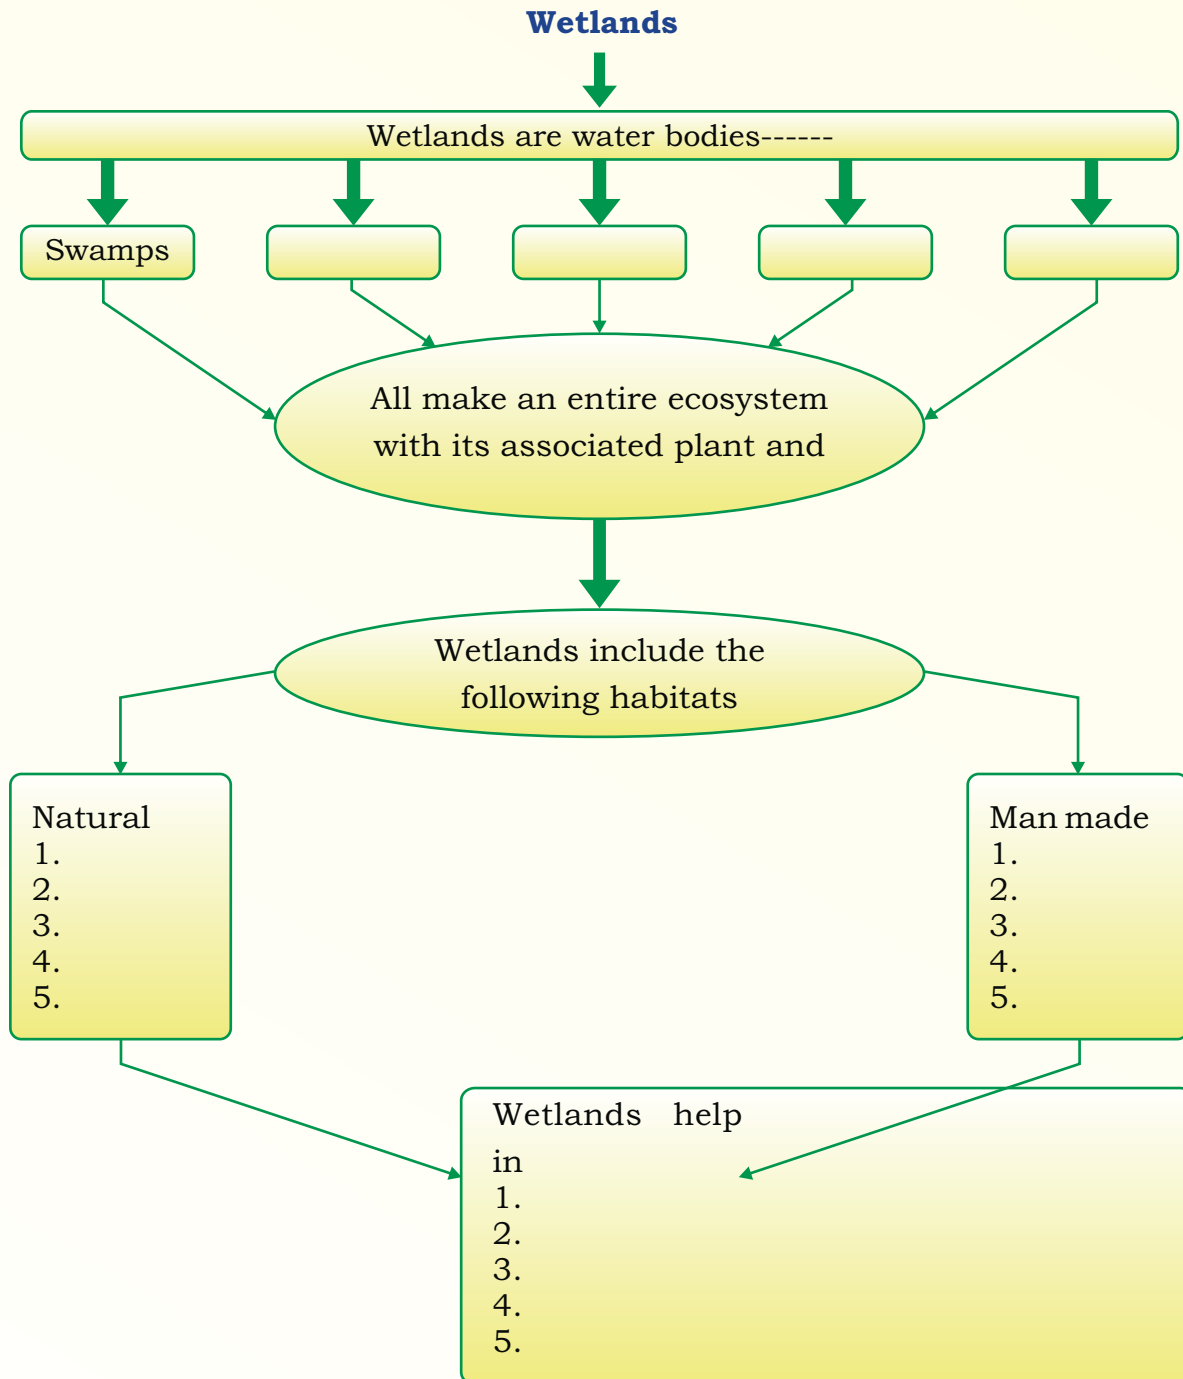 Wetlands
Wetlands are water bodies------
Swamps
All make an entire ecosystem
with its associated plant and
Wetlands include the
following habitats
Natural
1.
2.
3.
4.
5.
Man made
1.
2.
3.
4.
5.
Wetlands help
in
1.
2.
3.
4.
5.